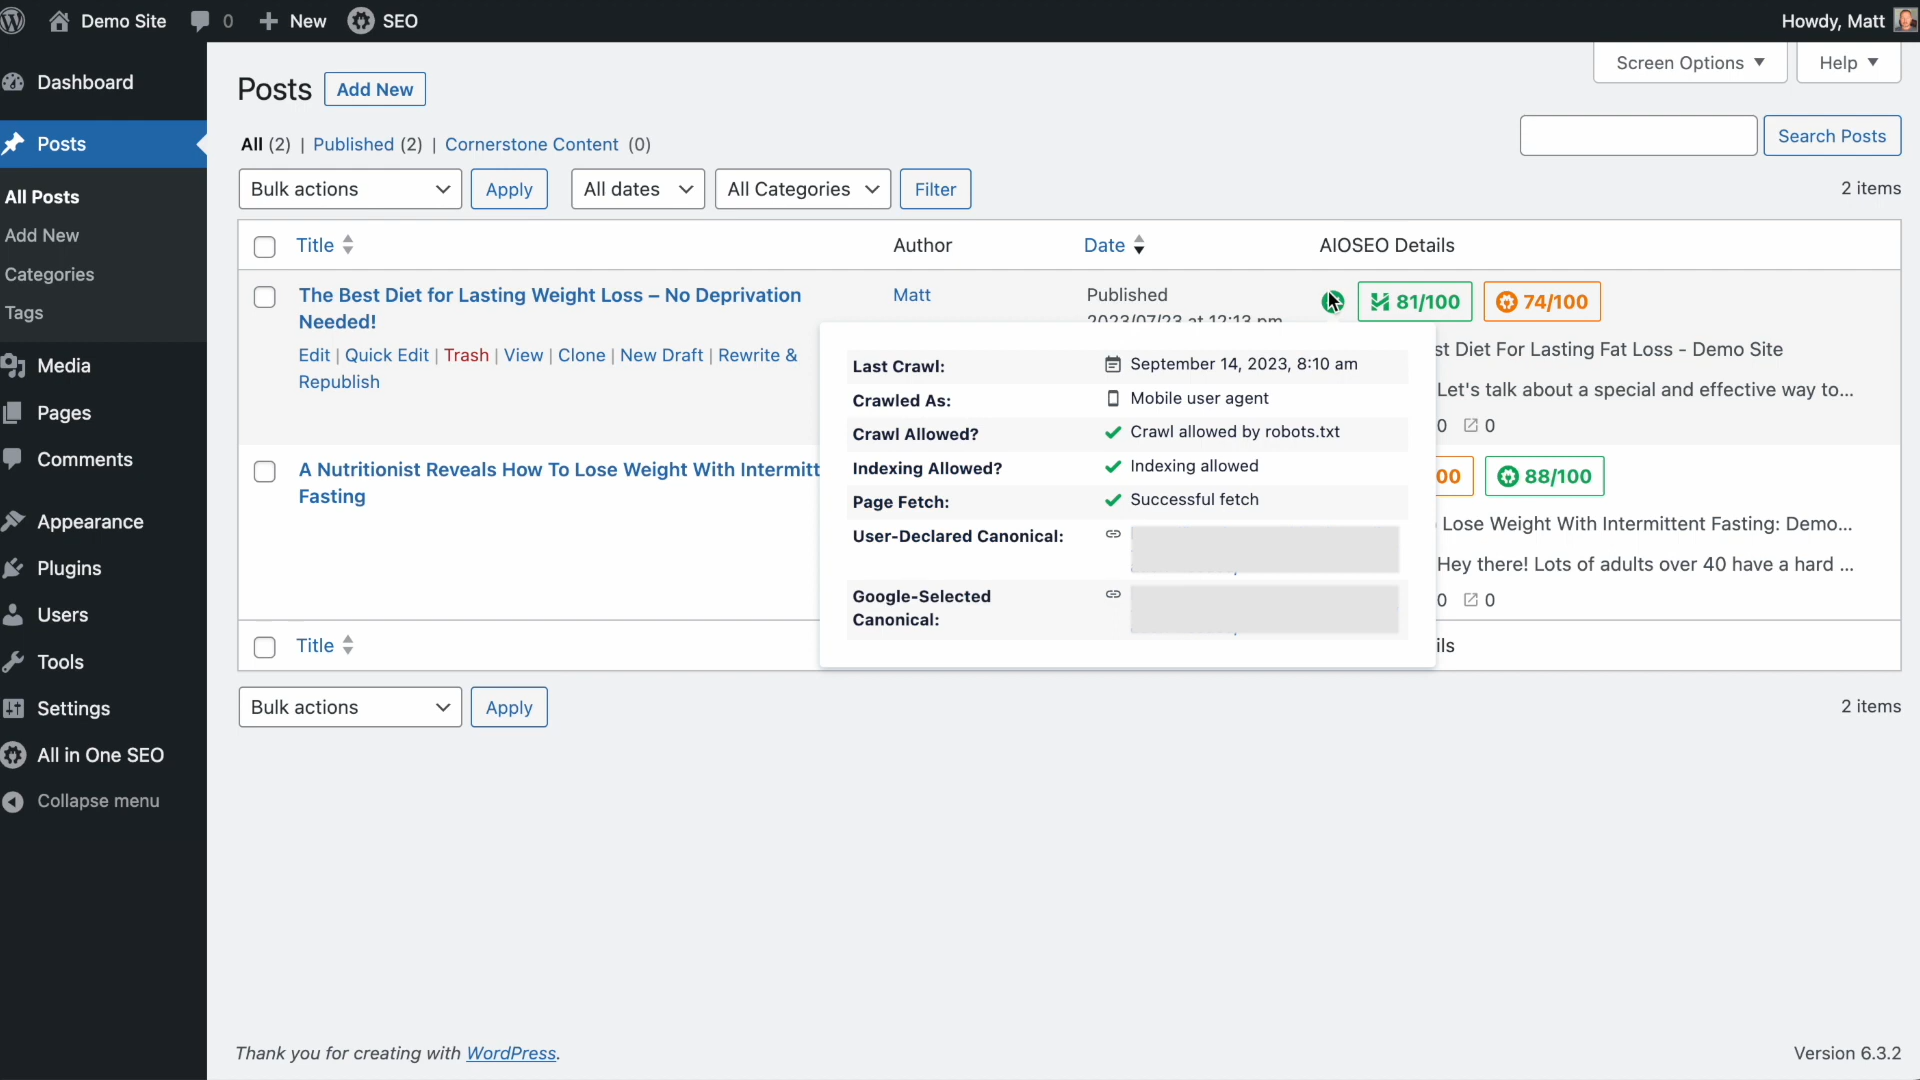 Demo Site 0 New SEO Howdy, Matt
Screen Options Help
Dashboard
Posts
All Posts
Add New
Categories
Tags
Media
Pages
Comments
Appearance
Plugins
Users
Tools
Settings
All in One SEO
Collapse menu
Posts Add New
All (2) | Published (2) | Cornerstone Content (0)
Search Posts
Bulk actions Apply All dates All Categories Filter
2 items
Title Author Date AIOSEO Details
The Best Diet for Lasting Weight Loss – No Deprivation
Needed!
Edit | Quick Edit | Trash | View | Clone | New Draft | Rewrite &
Republish
Matt
Published
2023/07/23 at 12:13 pm
81/100 74/100
st Diet For Lasting Fat Loss - Demo Site
Let's talk about a special and effective way to...
0 0
Last Crawl: September 14, 2023, 8:10 am
Crawled As: Mobile user agent
Crawl Allowed? Crawl allowed by robots.txt
Indexing Allowed? Indexing allowed
Page Fetch: Successful fetch
User-Declared Canonical:
Google-Selected
Canonical:
A Nutritionist Reveals How To Lose Weight With Intermitt
Fasting
00 88/100
Lose Weight With Intermittent Fasting: Demo...
Hey there! Lots of adults over 40 have a hard ...
0 0
Title ils
Bulk actions Apply
2 items
Thank you for creating with WordPress.
Version 6.3.2